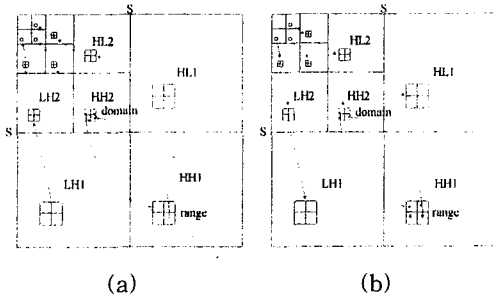 S S
HL2 HL2
HL1 HL1
LH2 HH2 LH2 HH2
domain domain
S S
LH1 HH1 LH1 HH1
range range
(a) (b)